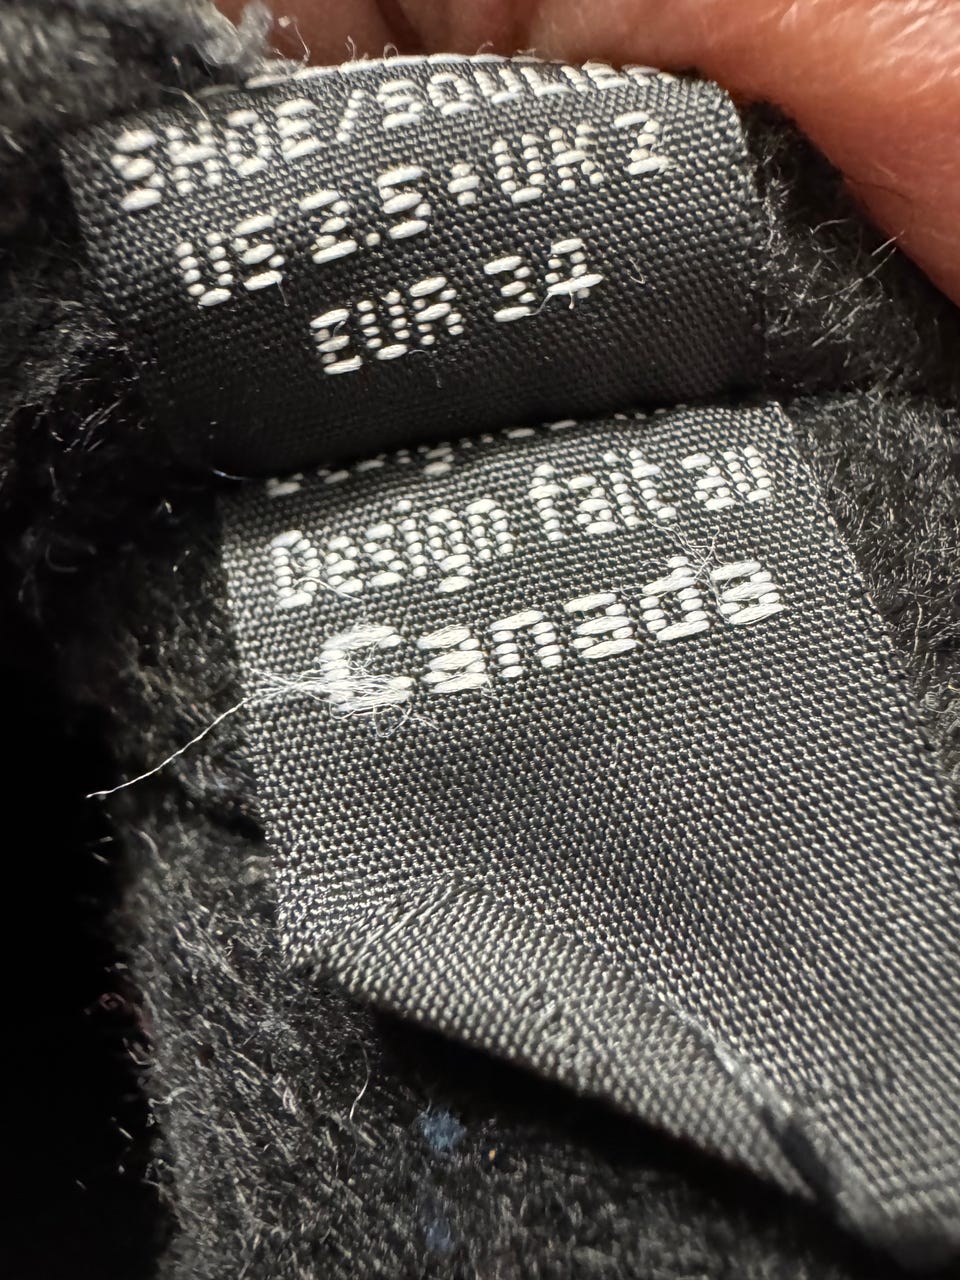 SHOE/SOULIER
US 2.5 • UK 2
EUR 34
Design fait au
Canada